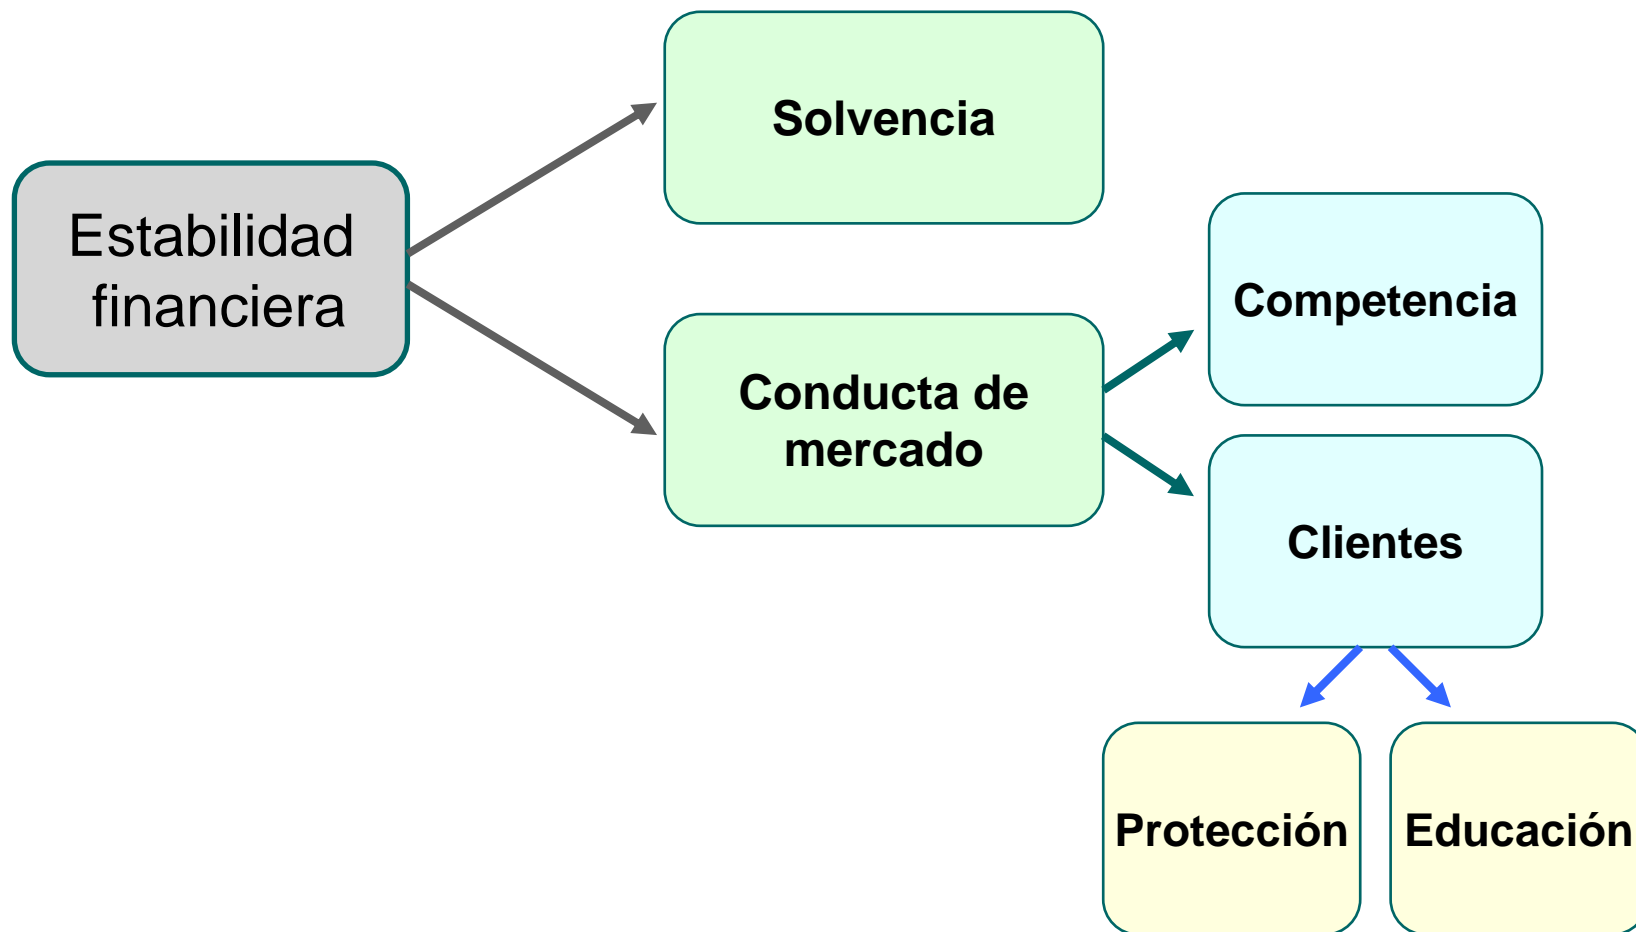 Solvencia
Estabilidad
financiera
Competencia
Conducta de
mercado
Clientes
Protección
Educación